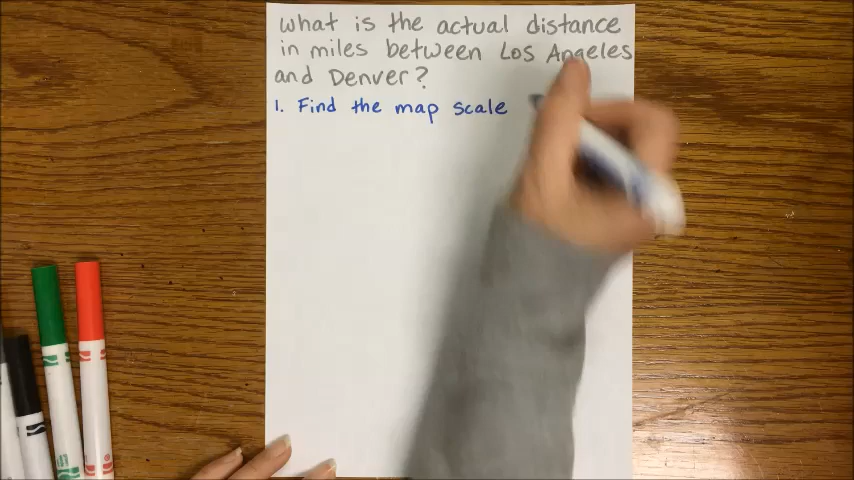 what is the actual distance
in miles between Los Angeles
and Denver?
1. Find the map scale